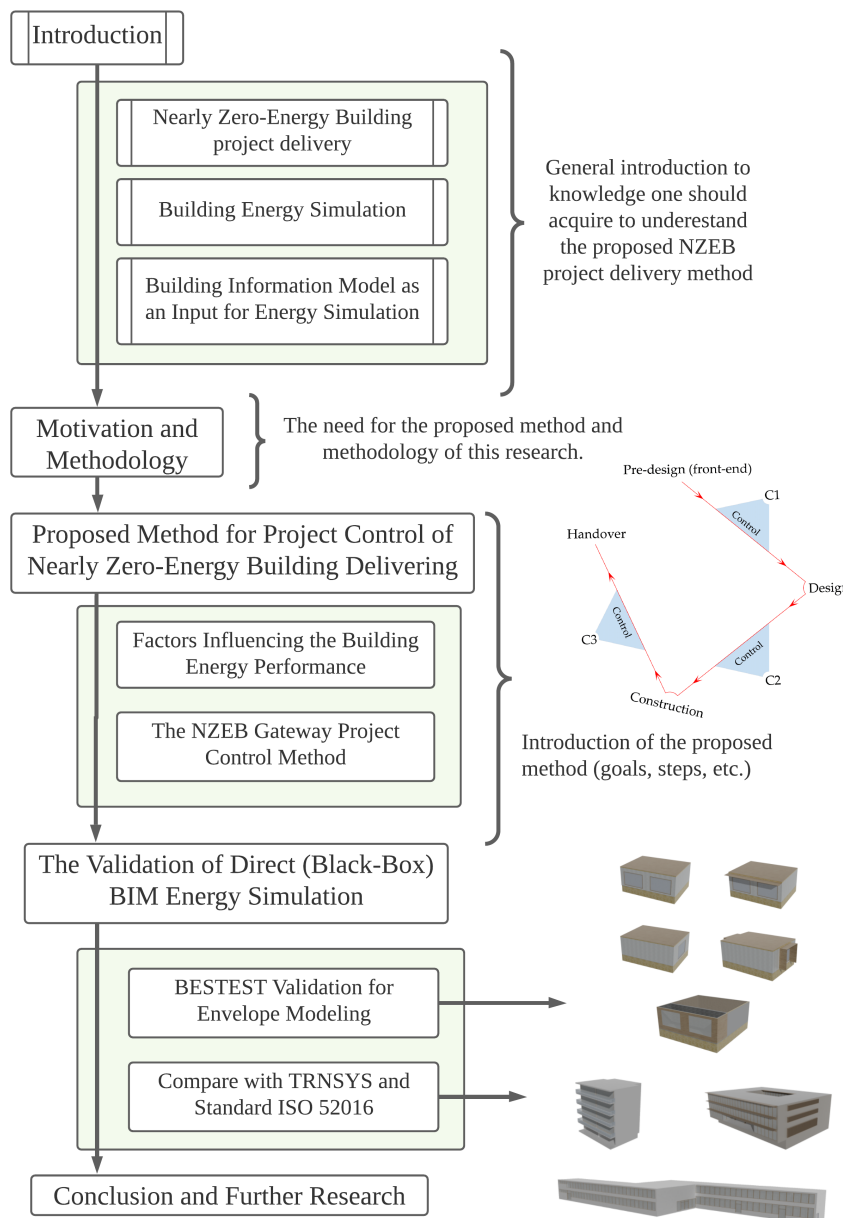 Introduction
Nearly Zero-Energy Building
project delivery
Building Energy Simulation
Building Information Model as
an Input for Energy Simulation
General introduction to
knowledge one should
acquire to underestand
the proposed NZEB
project delivery method
Motivation and
Methodology
The need for the proposed method and
methodology of this research.
Proposed Method for Project Control of
Nearly Zero-Energy Building Delivering
Factors Influencing the Building
Energy Performance
The NZEB Gateway Project
Control Method
Pre-design (front-end)
C1
Control
Design
Control
C2
Construction
Control
C3
Handover
Introduction of the proposed
method (goals, steps, etc.)
The Validation of Direct (Black-Box)
BIM Energy Simulation
BESTEST Validation for
Envelope Modeling
Compare with TRNSYS and
Standard ISO 52016
Conclusion and Further Research